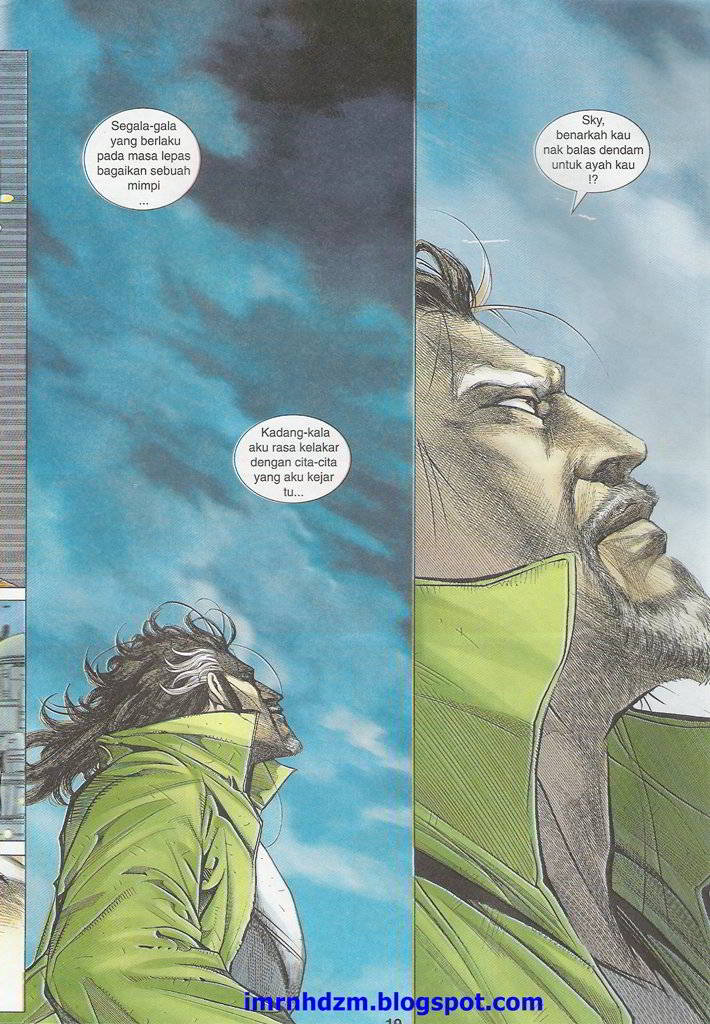 Segala-gala
yang berlaku
pada masa lepas
bagaikan sebuah
mimpi
...
Kadang-kala
aku rasa kelakar
dengan cita-cita
yang aku kejar
tu...
Sky,
benarkah kau
nak balas dendam
untuk ayah kau
!?
imrnhdzm.blogspot.com